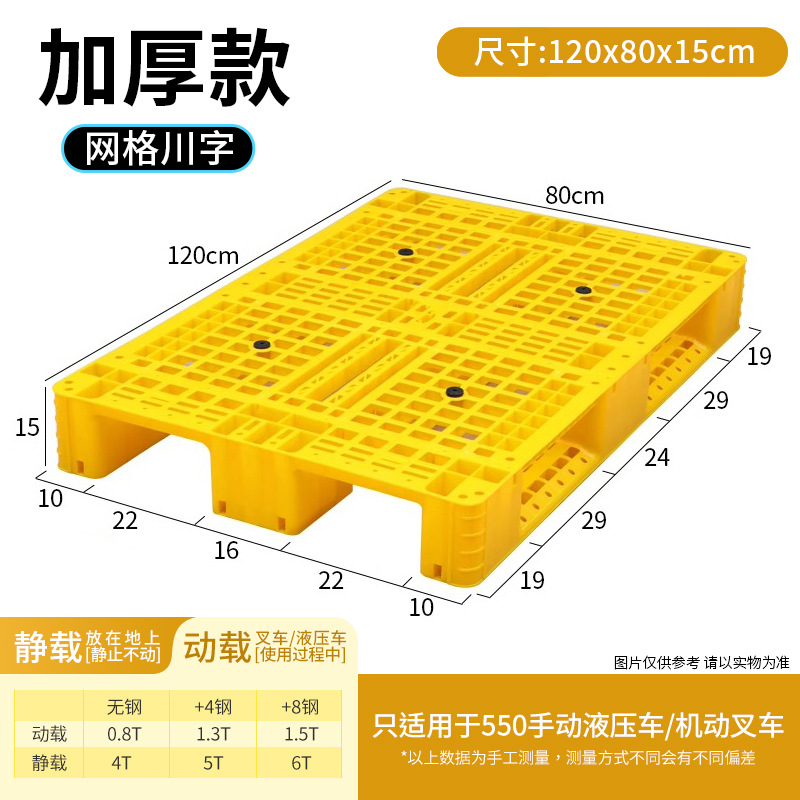 加厚款
网格川字
尺寸:120x80x15cm
80cm
120cm
15
10
22
16
22
10
19
29
24
29
19
静载 放在地上
[静止不动]
动载 叉车/液压车
[使用过程中]
图片仅供参考 请以实物为准
无钢 +4钢 +8钢
动载 0.8T 1.3T 1.5T
静载 4T 5T 6T
只适用于550手动液压车/机动叉车
*以上数据为手工测量，测量方式不同会有不同偏差